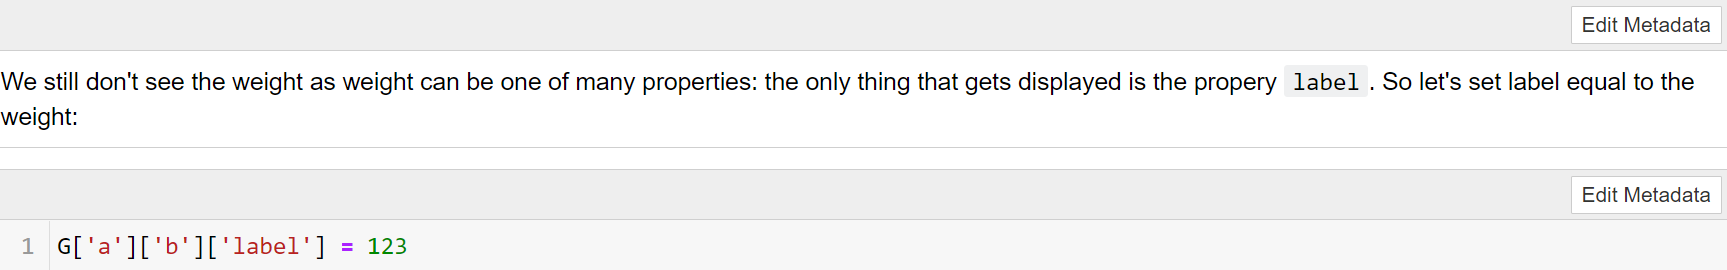 Edit Metadata
We still don't see the weight as weight can be one of many properties: the only thing that gets displayed is the propery label . So let's set label equal to the
weight:
Edit Metadata
1 G['a']['b']['label'] = 123